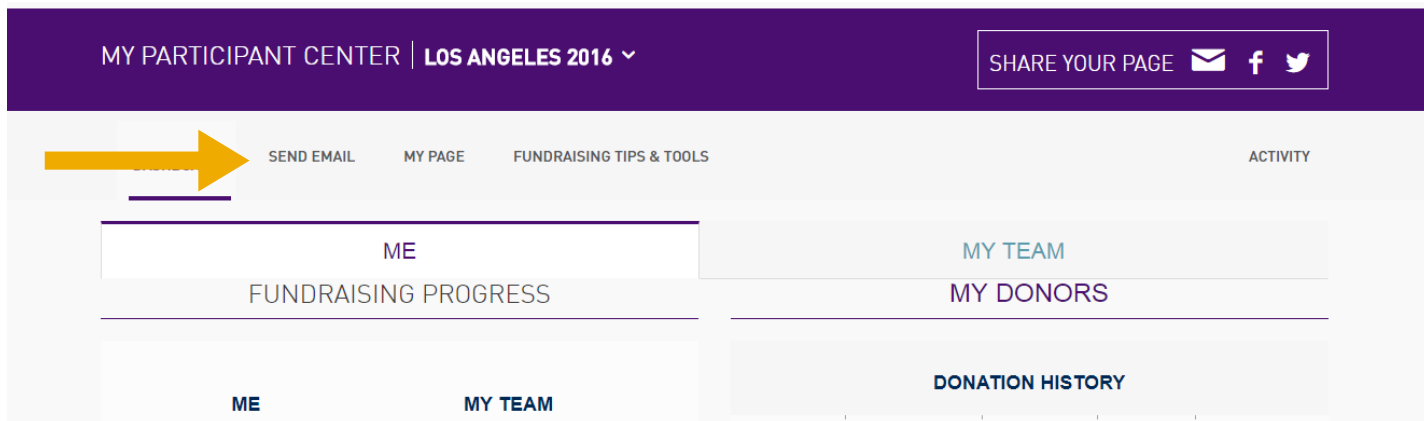 MY PARTICIPANT CENTER | LOS ANGELES 2016
SHARE YOUR PAGE
SEND EMAIL
MY PAGE
FUNDRAISING TIPS & TOOLS
ACTIVITY
ME
MY TEAM
FUNDRAISING PROGRESS
MY DONORS
ME
MY TEAM
DONATION HISTORY